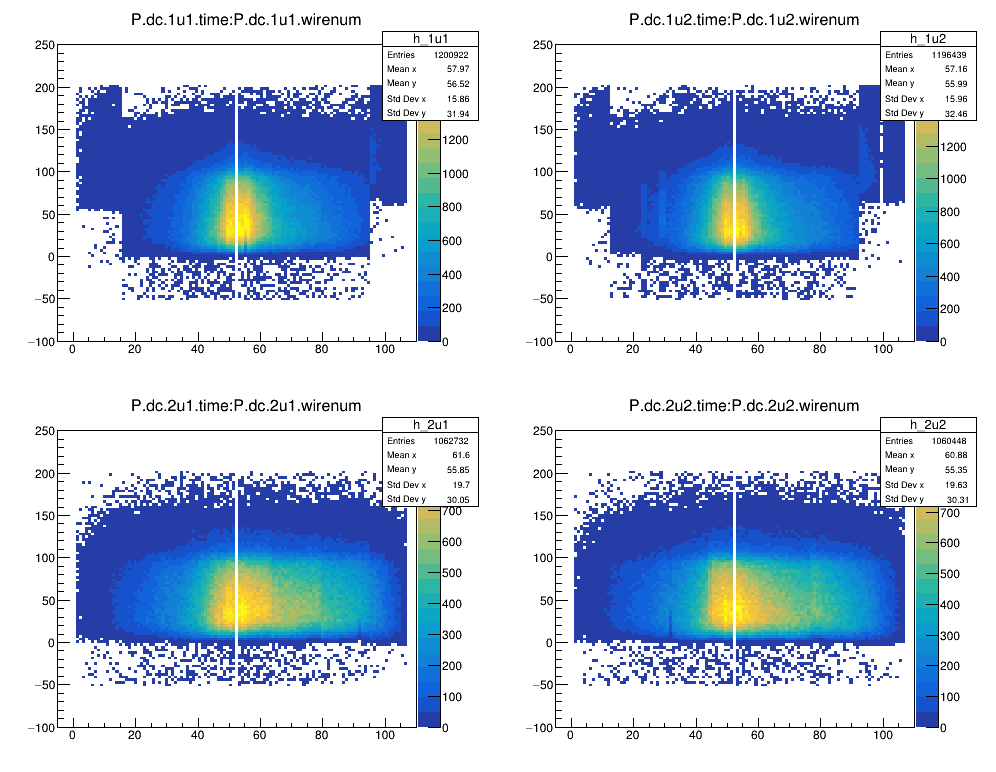 P.dc.1u1.time:P.dc.1u1.wirenum
h_1u1
Entries 1200922
Mean x 57.97
Mean y 56.52
Std Dev x 15.86
Std Dev y 31.94
250
200
150
100
50
0
−50
−100
0 20 40 60 80 100
1200
1000
800
600
400
200
0
P.dc.1u2.time:P.dc.1u2.wirenum
h_1u2
Entries 1196439
Mean x 57.16
Mean y 55.99
Std Dev x 15.96
Std Dev y 32.46
250
200
150
100
50
0
−50
−100
0 20 40 60 80 100
1200
1000
800
600
400
200
0
P.dc.2u1.time:P.dc.2u1.wirenum
h_2u1
Entries 1062732
Mean x 61.6
Mean y 55.85
Std Dev x 19.7
Std Dev y 30.05
250
200
150
100
50
0
−50
−100
0 20 40 60 80 100
700
600
500
400
300
200
100
0
P.dc.2u2.time:P.dc.2u2.wirenum
h_2u2
Entries 1060448
Mean x 60.88
Mean y 55.35
Std Dev x 19.63
Std Dev y 30.31
250
200
150
100
50
0
−50
−100
0 20 40 60 80 100
700
600
500
400
300
200
100
0